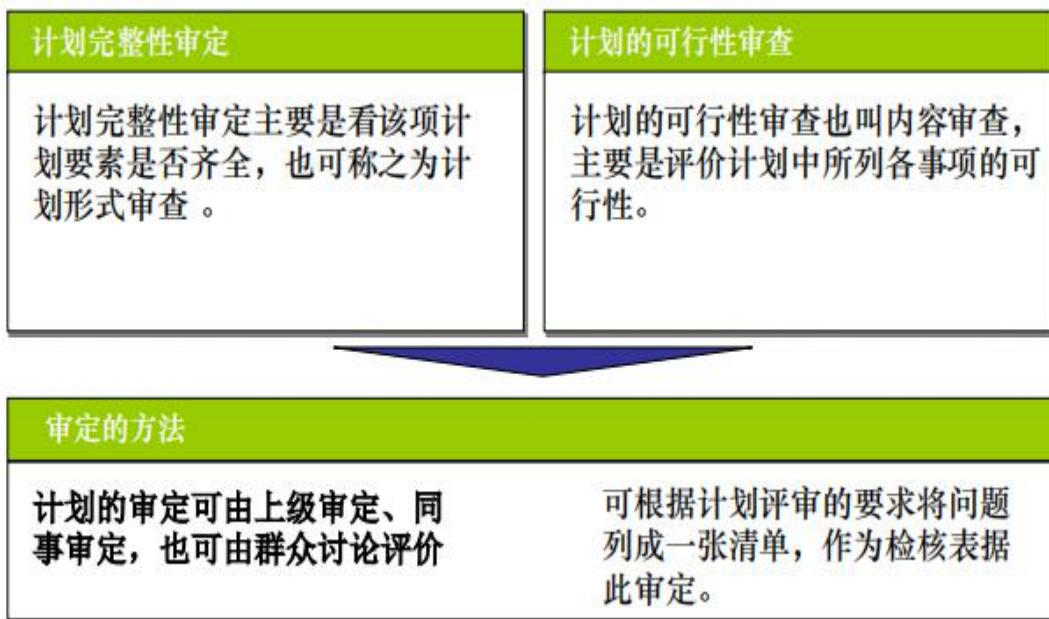 计划完整性审定
计划完整性审定主要是看该项计
划要素是否齐全，也可称之为计
划形式审查 。
计划的可行性审查
计划的可行性审查也叫内容审查，
主要是评价计划中所列各事项的可
行性。
审定的方法
计划的审定可由上级审定、同
事审定，也可由群众讨论评价
可根据计划评审的要求将问题
列成一张清单，作为检核表据
此审定。